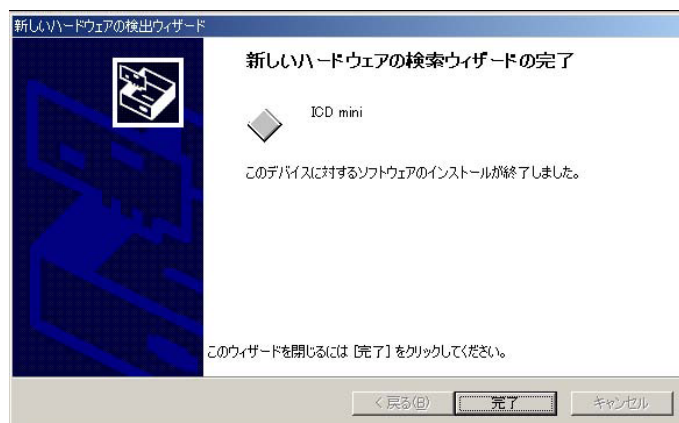 新しいハードウェアの検出ウィザード
新しいハードウェアの検索ウィザードの完了
ICD mini
このデバイスに対するソフトウェアのインストールが終了しました。
このウィザードを閉じるには [完了] をクリックしてください。
< 戻る(B)
完了
キャンセル